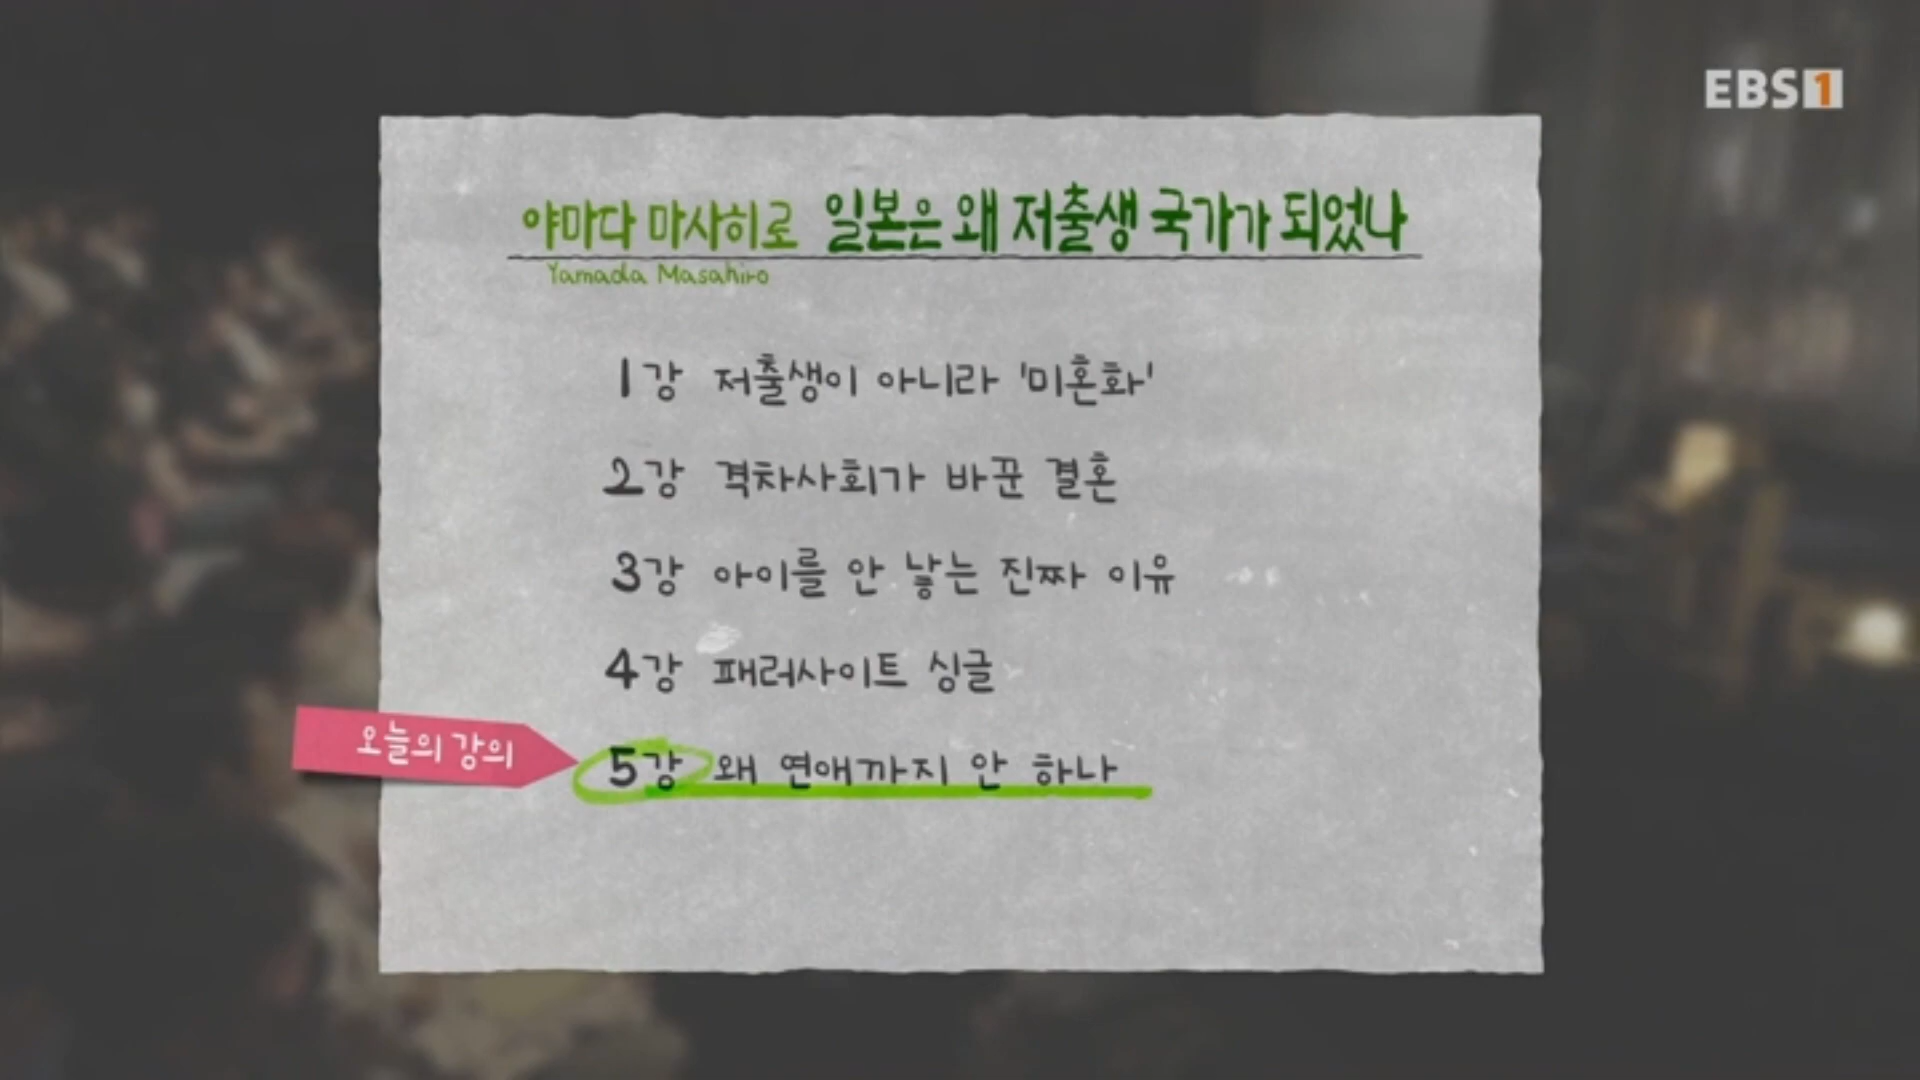 EBS1
야마다 마사히로 일본은 왜 저출생 국가가 되었나
Yamada Masahiro
1강 저출생이 아니라 '미혼화'
2강 격차사회가 바꾼 결혼
3강 아이를 안 낳는 진짜 이유
4강 패러사이트 싱글
오늘의 강의
5강 왜 연애까지 안 하나